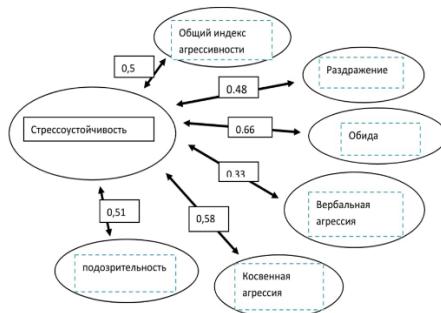 Общий индекс
агрессивности
0,5
Раздражение
0.48
Стрессоустойчивость
0.66
Обида
0.33
Вербальная
агрессия
0,51
0,58
подозрительность
Косвенная
агрессия